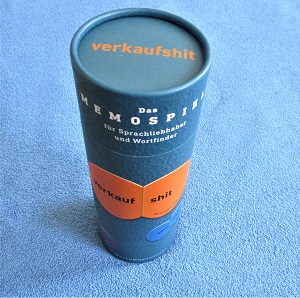 verkaufshit
Das
MEMOSPIEL
für Sprachliebhaber
und Wortfinder
verkauf shit